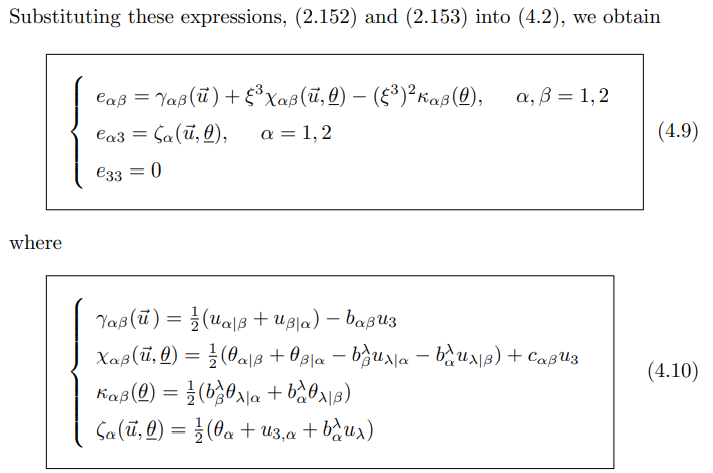 Substituting these expressions, (2.152) and (2.153) into (4.2), we obtain
e_{αβ} = γ_{αβ}(\vec{u}) + ξ^3 χ_{αβ}(\vec{u}, \underline{θ}) − (ξ^3)^2 κ_{αβ}(\underline{θ}), α, β = 1, 2
e_{α3} = ζ_α(\vec{u}, \underline{θ}), α = 1, 2
(4.9)
e_{33} = 0
where
γ_{αβ}(\vec{u}) = \frac{1}{2}(u_{α|β} + u_{β|α}) − b_{αβ}u_3
χ_{αβ}(\vec{u}, \underline{θ}) = \frac{1}{2}(θ_{α|β} + θ_{β|α} − b^λ_β u_{λ|α} − b^λ_α u_{λ|β}) + c_{αβ}u_3
(4.10)
κ_{αβ}(\underline{θ}) = \frac{1}{2}(b^λ_β θ_{λ|α} + b^λ_α θ_{λ|β})
ζ_α(\vec{u}, \underline{θ}) = \frac{1}{2}(θ_α + u_{3,α} + b^λ_α u_λ)